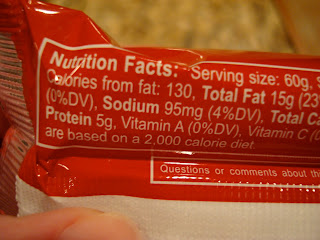 Nutrition Facts: Serving size: 60g, S
Calories from fat: 130, Total Fat 15g (23
(0%DV), Sodium 95mg (4%DV), Total Ca
Protein 5g, Vitamin A (0%DV), Vitamin C (0
are based on a 2,000 calorie diet
Questions or comments about thi